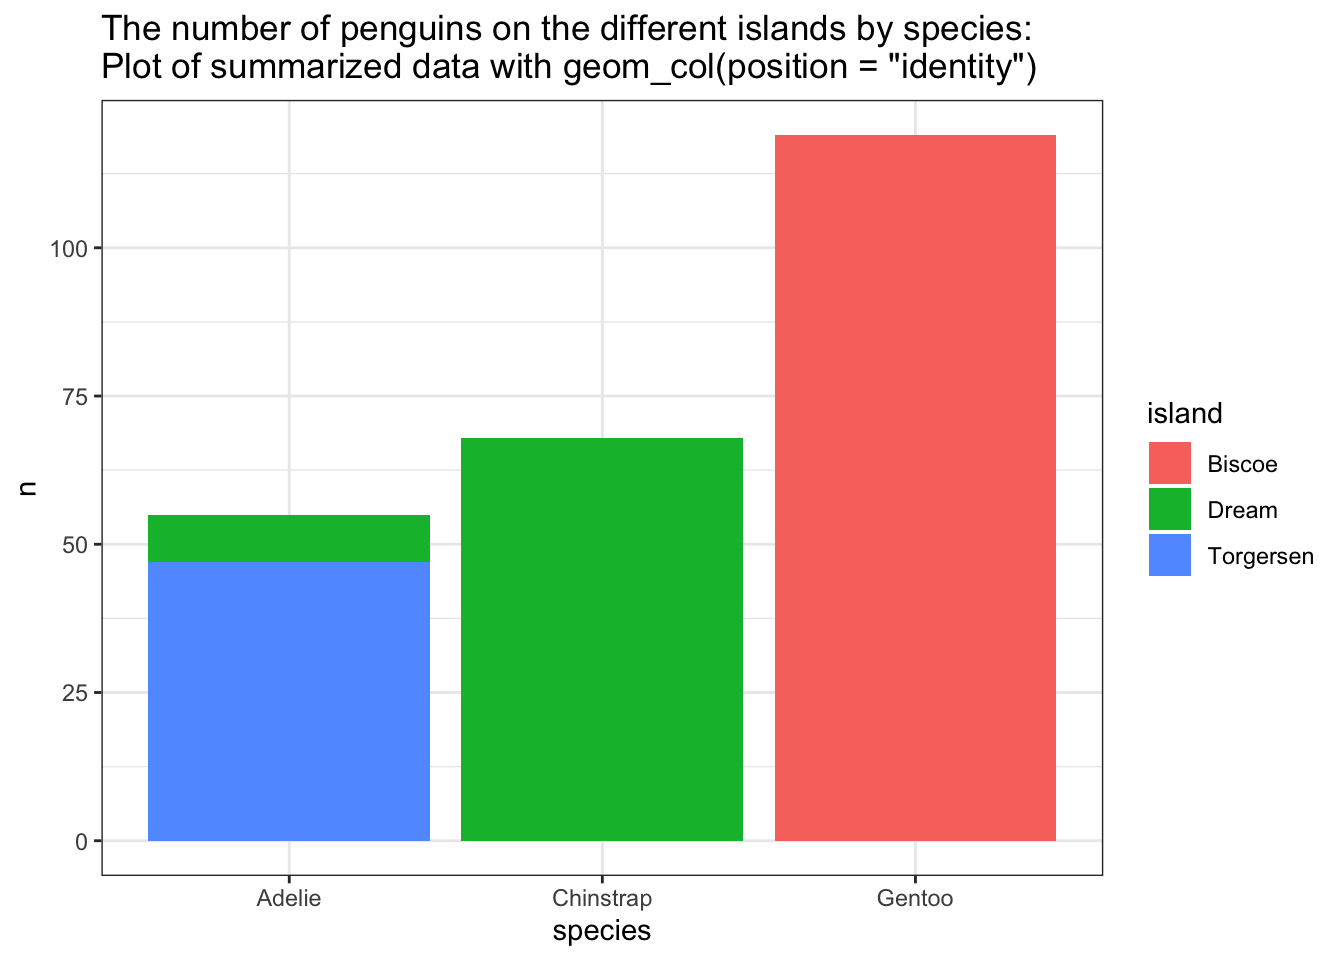 The number of penguins on the different islands by species:
Plot of summarized data with geom_col(position = "identity")
n
100
75
50
25
0
Adelie Chinstrap Gentoo
species
island
Biscoe
Dream
Torgersen